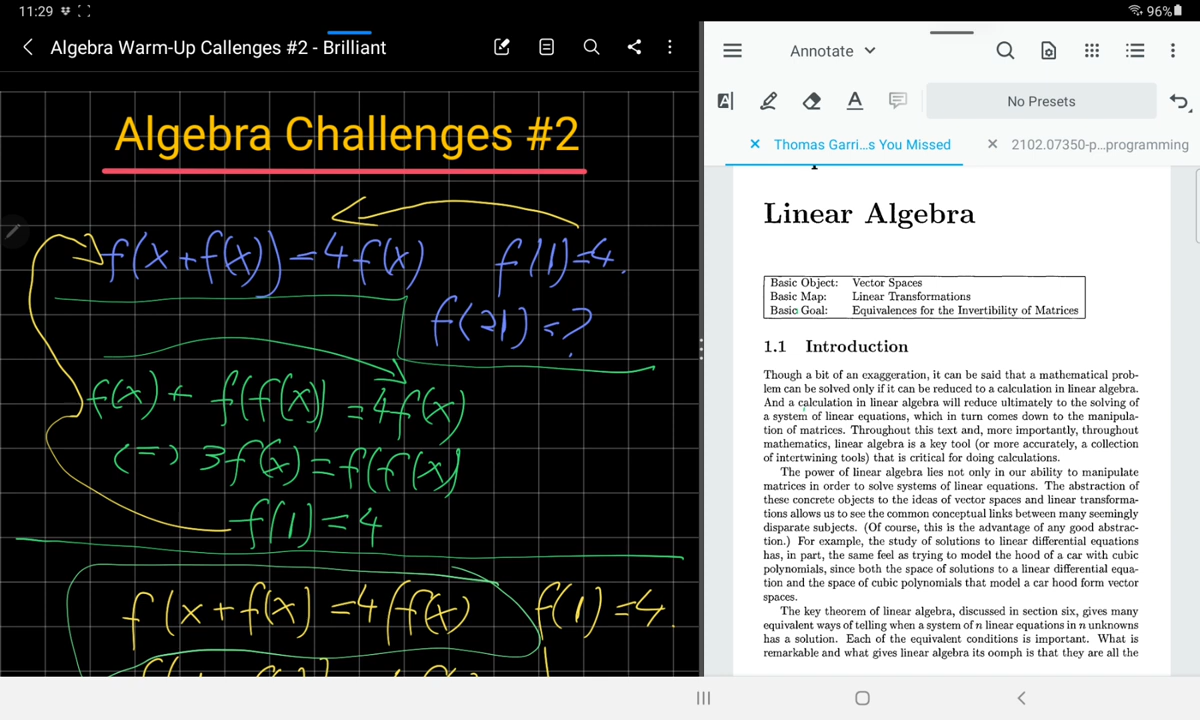 11:29
96%
Algebra Warm-Up Callenges #2 - Brilliant
Algebra Challenges #2
f(x+f(x))=4f(x) f(1)=4.
f(21)=?
f(x)+f(f(x))=4f(x)
(=) 3f(x)=f(f(x)
f(1)=4
f(x+f(x)=4(f(x) f(1)=4.
Annotate
No Presets
Thomas Garri...s You Missed
2102.07350-p...programming
Linear Algebra
Basic Object: Vector Spaces
Basic Map: Linear Transformations
Basic Goal: Equivalences for the Invertibility of Matrices
1.1 Introduction
Though a bit of an exaggeration, it can be said that a mathematical prob-
lem can be solved only if it can be reduced to a calculation in linear algebra.
And a calculation in linear algebra will reduce ultimately to the solving of
a system of linear equations, which in turn comes down to the manipula-
tion of matrices. Throughout this text and, more importantly, throughout
mathematics, linear algebra is a key tool (or more accurately, a collection
of intertwining tools) that is critical for doing calculations.
The power of linear algebra lies not only in our ability to manipulate
matrices in order to solve systems of linear equations. The abstraction of
these concrete objects to the ideas of vector spaces and linear transforma-
tions allows us to see the common conceptual links between many seemingly
disparate subjects. (Of course, this is the advantage of any good abstrac-
tion.) For example, the study of solutions to linear differential equations
has, in part, the same feel as trying to model the hood of a car with cubic
polynomials, since both the space of solutions to a linear differential equa-
tion and the space of cubic polynomials that model a car hood form vector
spaces.
The key theorem of linear algebra, discussed in section six, gives many
equivalent ways of telling when a system of n linear equations in n unknowns
has a solution. Each of the equivalent conditions is important. What is
remarkable and what gives linear algebra its oomph is that they are all the